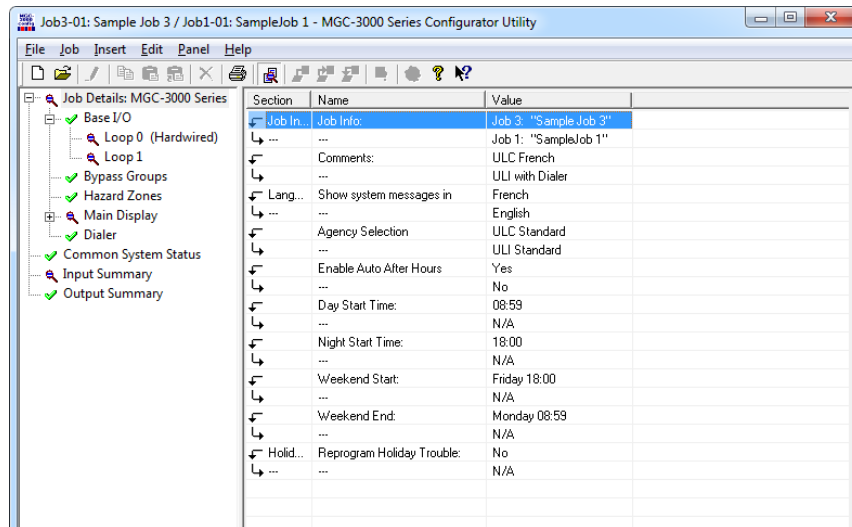 Job3-01: Sample Job 3 / Job1-01: SampleJob 1 - MGC-3000 Series Configurator Utility
File Job Insert Edit Panel Help
Job Details: MGC-3000 Series
Base I/O
Loop 0 (Hardwired)
Loop 1
Bypass Groups
Hazard Zones
Main Display
Dialer
Common System Status
Input Summary
Output Summary
Section Name Value
Job In... Job Info: Job 3: "Sample Job 3"
--- --- Job 1: "SampleJob 1"
Comments: ULC French
--- ULI with Dialer
Lang... Show system messages in French
--- --- English
Agency Selection ULC Standard
--- ULI Standard
Enable Auto After Hours Yes
--- No
Day Start Time: 08:59
--- N/A
Night Start Time: 18:00
--- N/A
Weekend Start: Friday 18:00
--- N/A
Weekend End: Monday 08:59
--- N/A
Holid... Reprogram Holiday Trouble: No
--- --- N/A